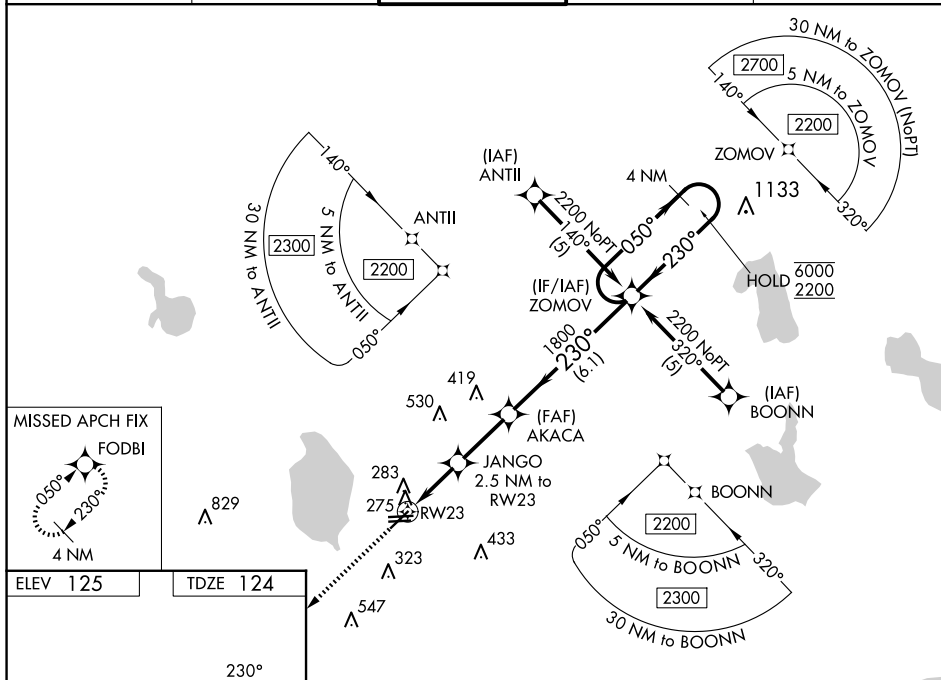 30 NM to ZOMOV (NoPT)
2700
5 NM to ZOMOV
140°
2200
ZOMOV
320°
140°
ANTII
30 NM to ANTII
2300
5 NM to ANTII
2200
050°
(IAF)
ANTII
4 NM
1133
2200 NoPT
140°
(5)
050°
230°
HOLD 6000
2200
(IF/IAF)
ZOMOV
1800
230°
(6.1)
2200 NoPT
320°
(5)
(IAF)
BOONN
419
530
(FAF)
AKACA
MISSED APCH FIX
FODBI
050°
230°
4 NM
829
283
275
RW23
JANGO
2.5 NM to
RW23
433
323
547
BOONN
050°
2200
5 NM to BOONN
320°
2300
30 NM to BOONN
ELEV 125
TDZE 124
230°